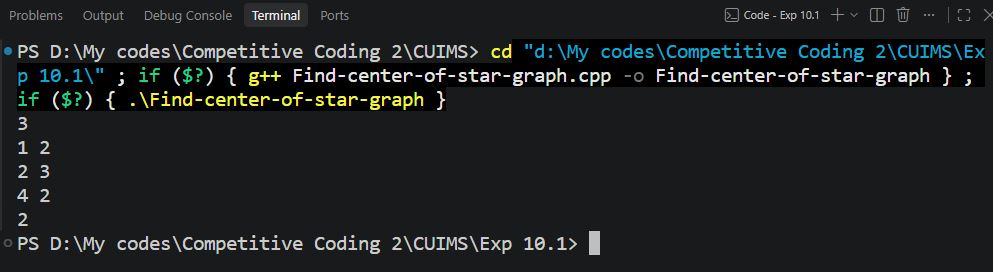 Problems Output Debug Console Terminal Ports Code - Exp 10.1
PS D:\My codes\Competitive Coding 2\CUIMS> cd "d:\My codes\Competitive Coding 2\CUIMS\Ex
p 10.1\" ; if ($?) { g++ Find-center-of-star-graph.cpp -o Find-center-of-star-graph } ;
if ($?) { .\Find-center-of-star-graph }
3
1 2
2 3
4 2
2
PS D:\My codes\Competitive Coding 2\CUIMS\Exp 10.1>